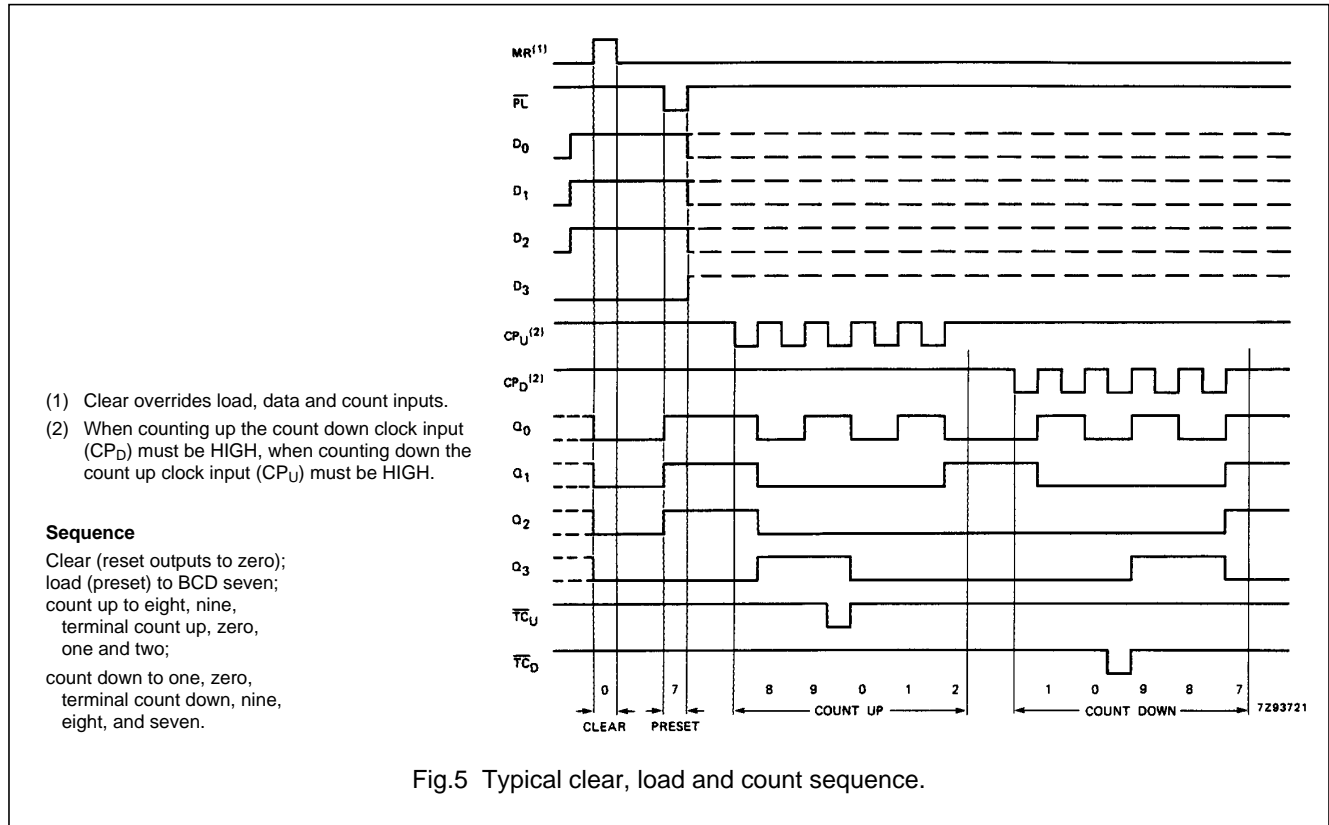 MR(1)
PL
D0
D1
D2
D3
CPU(2)
CPD(2)
Q0
Q1
Q2
Q3
TCU
TCD
0 7 8 9 0 1 2 1 0 9 8 7
CLEAR PRESET COUNT UP COUNT DOWN 7Z93721
(1) Clear overrides load, data and count inputs.
(2) When counting up the count down clock input
(CPD) must be HIGH, when counting down the
count up clock input (CPU) must be HIGH.
Sequence
Clear (reset outputs to zero);
load (preset) to BCD seven;
count up to eight, nine,
terminal count up, zero,
one and two;
count down to one, zero,
terminal count down, nine,
eight, and seven.
Fig.5 Typical clear, load and count sequence.